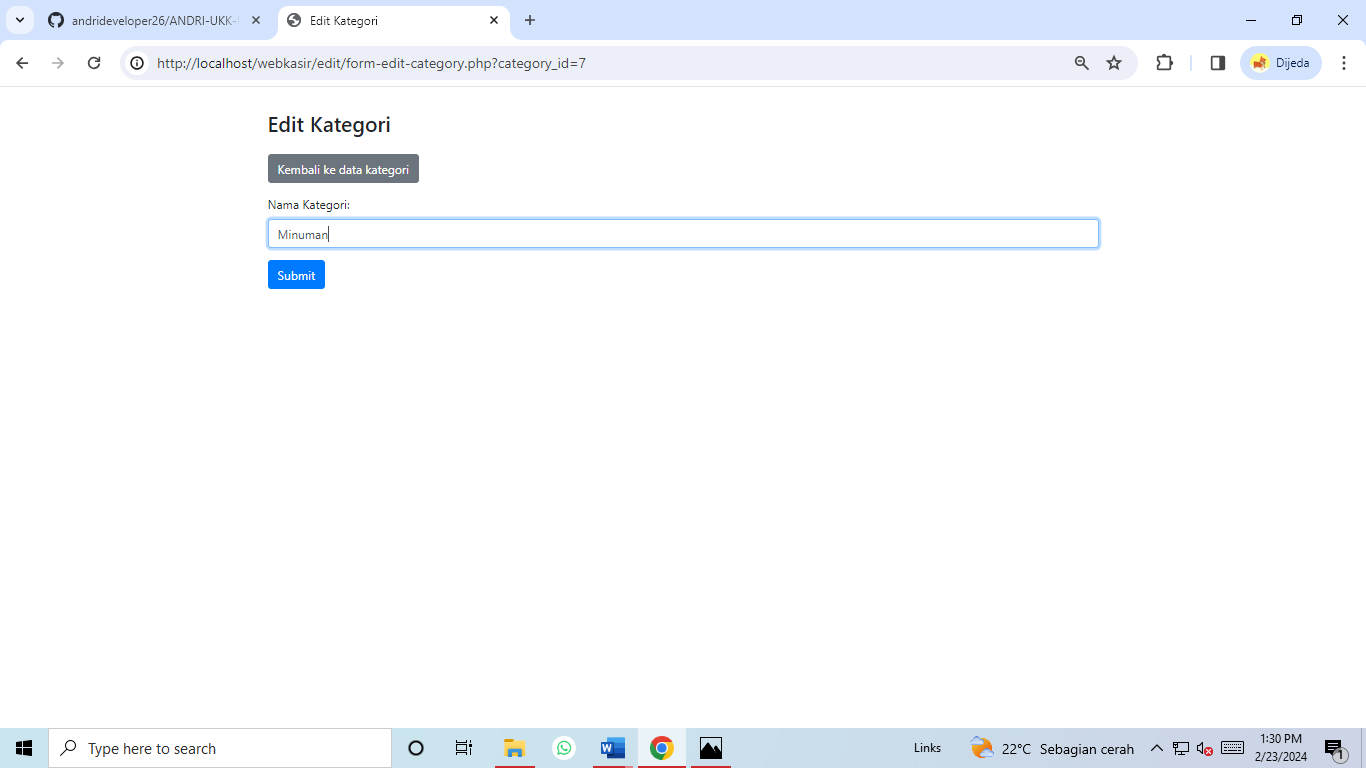 andrideveloper26/ANDRI-UKK-
Edit Kategori
http://localhost/webkasir/edit/form-edit-category.php?category_id=7
Dijeda
Edit Kategori
Kembali ke data kategori
Nama Kategori:
Minuman
Submit
Type here to search
Links
22°C Sebagian cerah
1:30 PM
2/23/2024
1